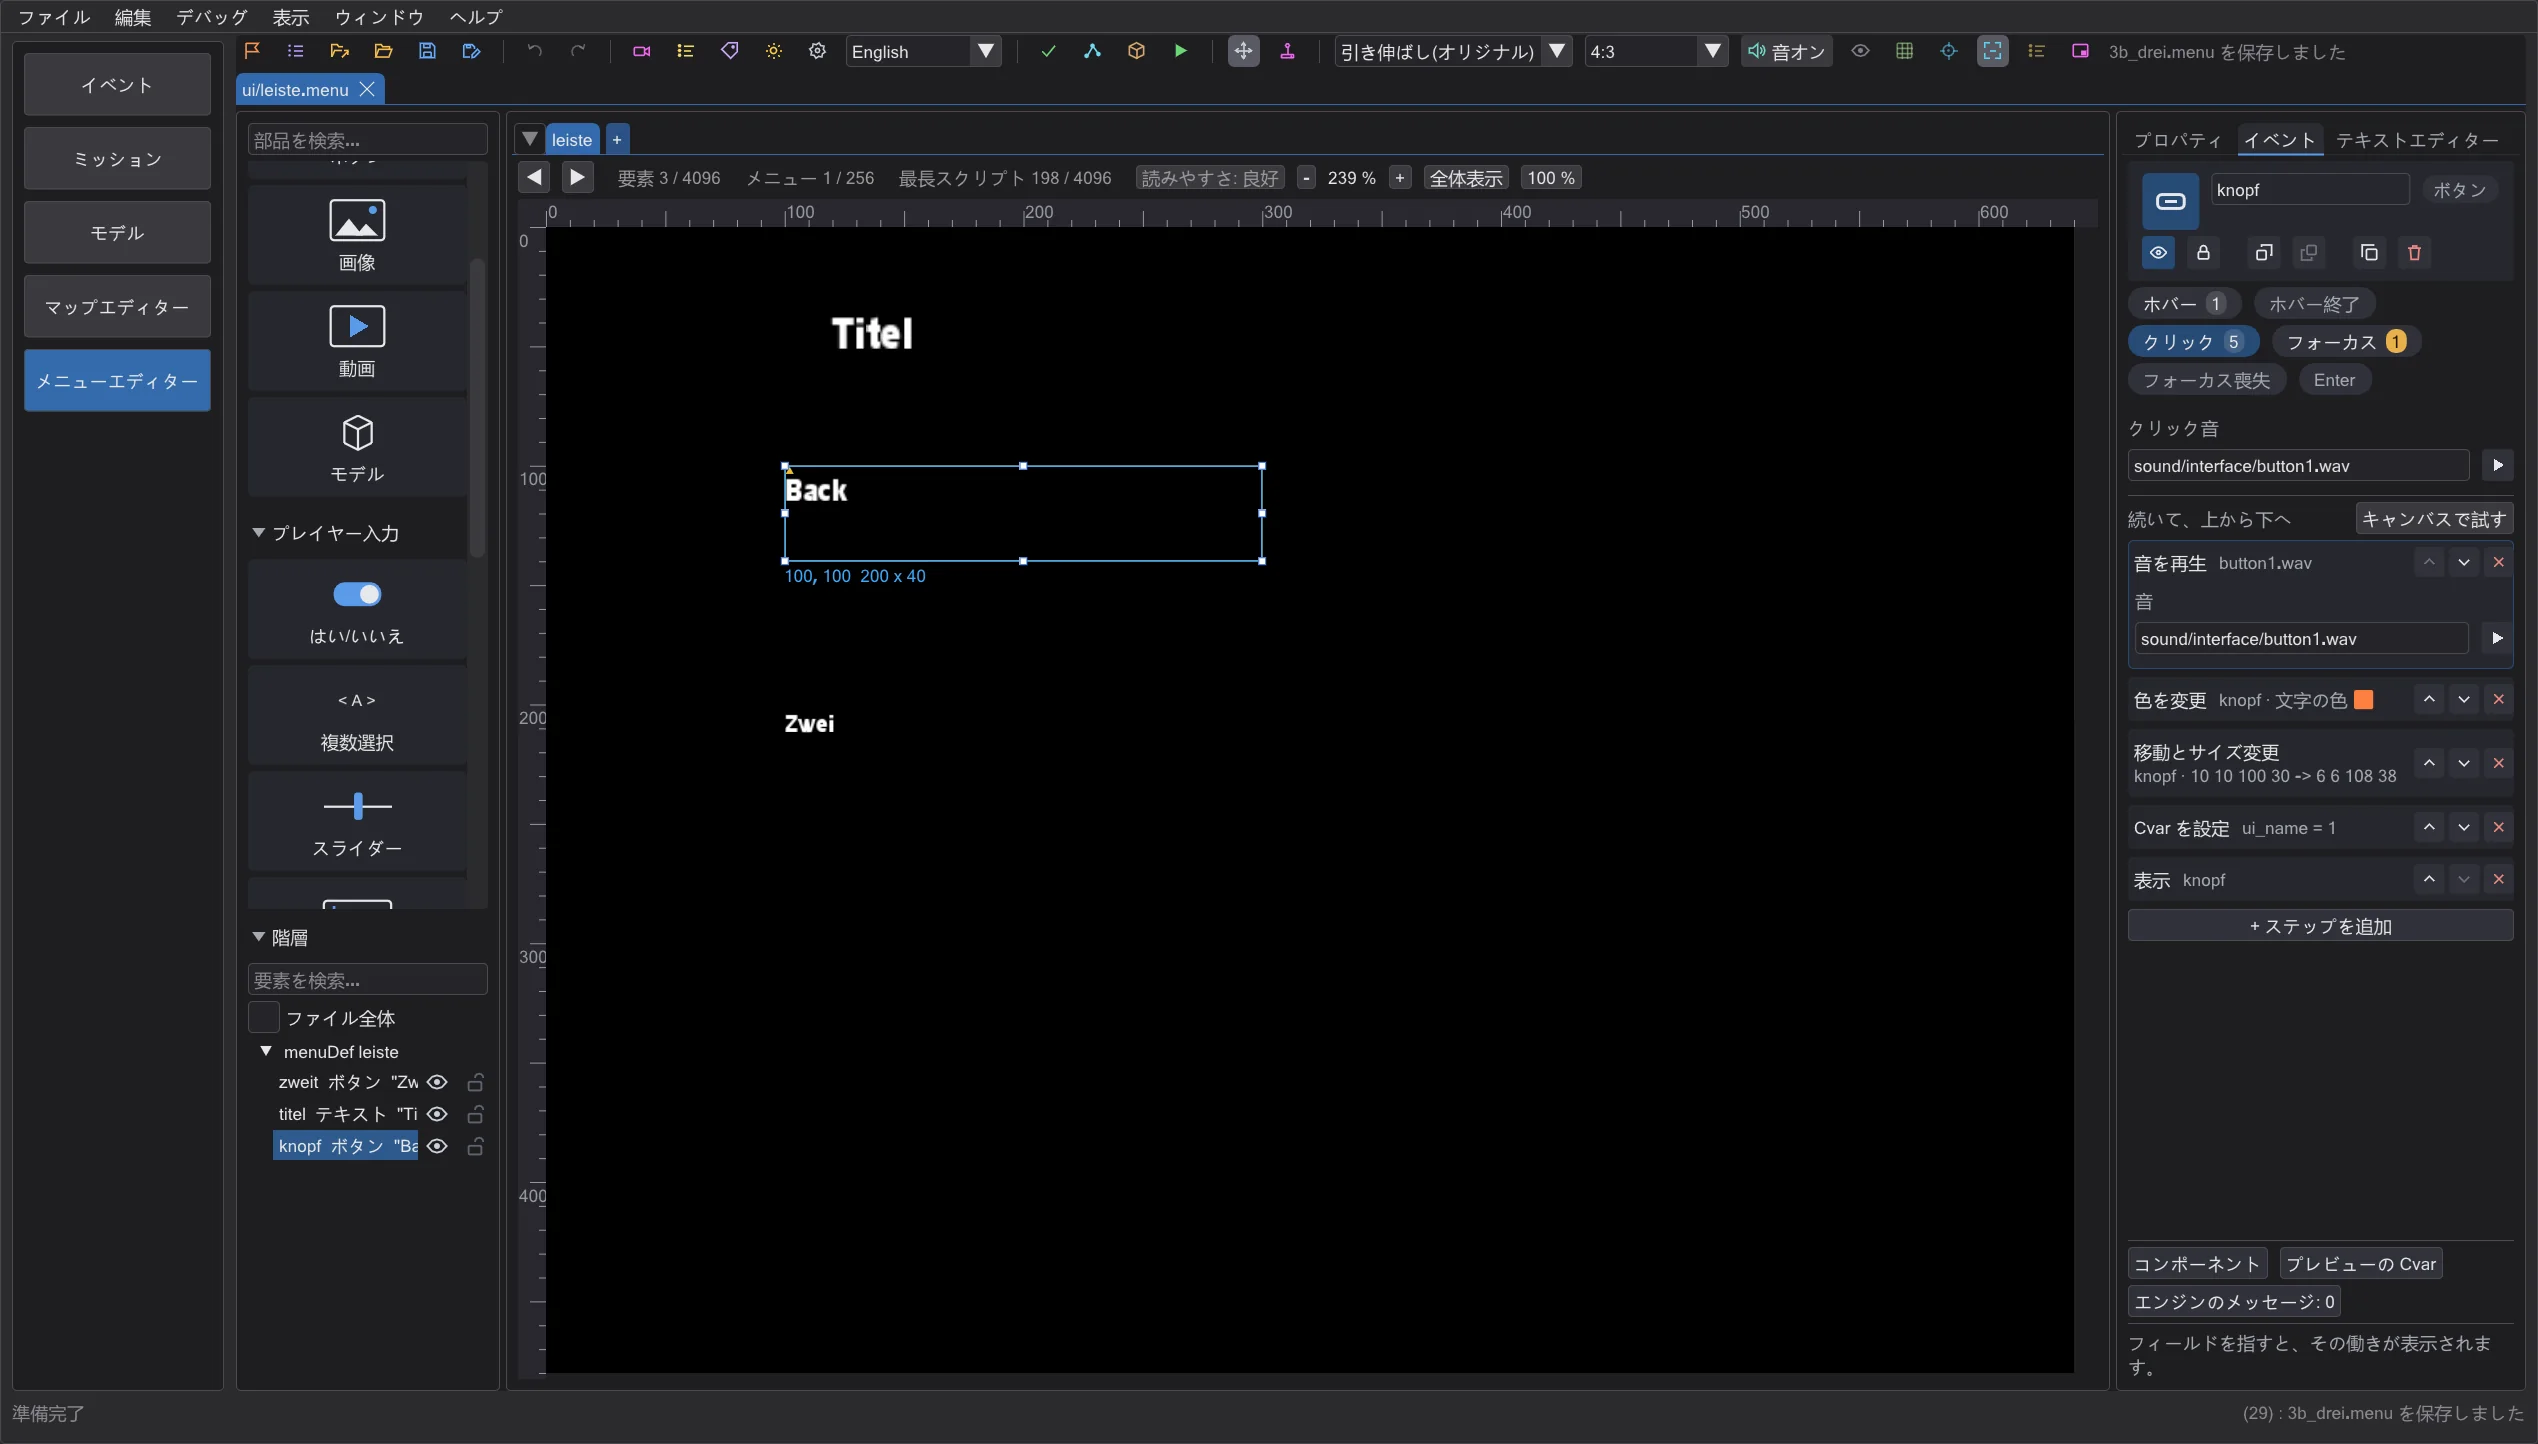 ファイル 編集 デバッグ 表示 ウィンドウ ヘルプ
English
引き伸ばし(オリジナル)
4:3
音オン
3b_drei.menu を保存しました
イベント
ミッション
モデル
マップエディター
メニューエディター
ui/leiste.menu
部品を検索...
画像
動画
モデル
プレイヤー入力
はい/いいえ
< A >
複数選択
スライダー
階層
要素を検索...
ファイル全体
menuDef leiste
zweit ボタン "Zw
titel テキスト "Ti
knopf ボタン "Ba
leiste +
要素 3 / 4096 メニュー 1 / 256 最長スクリプト 198 / 4096 読みやすさ: 良好 - 239 % + 全体表示 100 %
0 100 200 300 400 500 600
0
100
200
300
400
Titel
Back
100, 100 200 x 40
Zwei
プロパティ イベント テキストエディター
knopf ボタン
ホバー 1 ホバー終了
クリック 5 フォーカス 1
フォーカス喪失 Enter
クリック音
sound/interface/button1.wav
続いて、上から下へ キャンバスで試す
音を再生 button1.wav
音
sound/interface/button1.wav
色を変更 knopf · 文字の色
移動とサイズ変更
knopf · 10 10 100 30 -> 6 6 108 38
Cvar を設定 ui_name = 1
表示 knopf
+ ステップを追加
コンポーネント プレビューの Cvar
エンジンのメッセージ: 0
フィールドを指すと、その働きが表示されま
す。
準備完了
(29) : 3b_drei.menu を保存しました